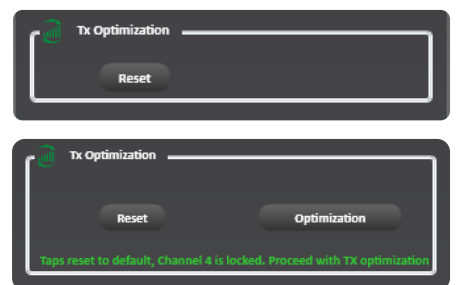 Tx Optimization
Reset
Tx Optimization
Reset Optimization
Taps reset to default, Channel 4 is locked. Proceed with TX optimization